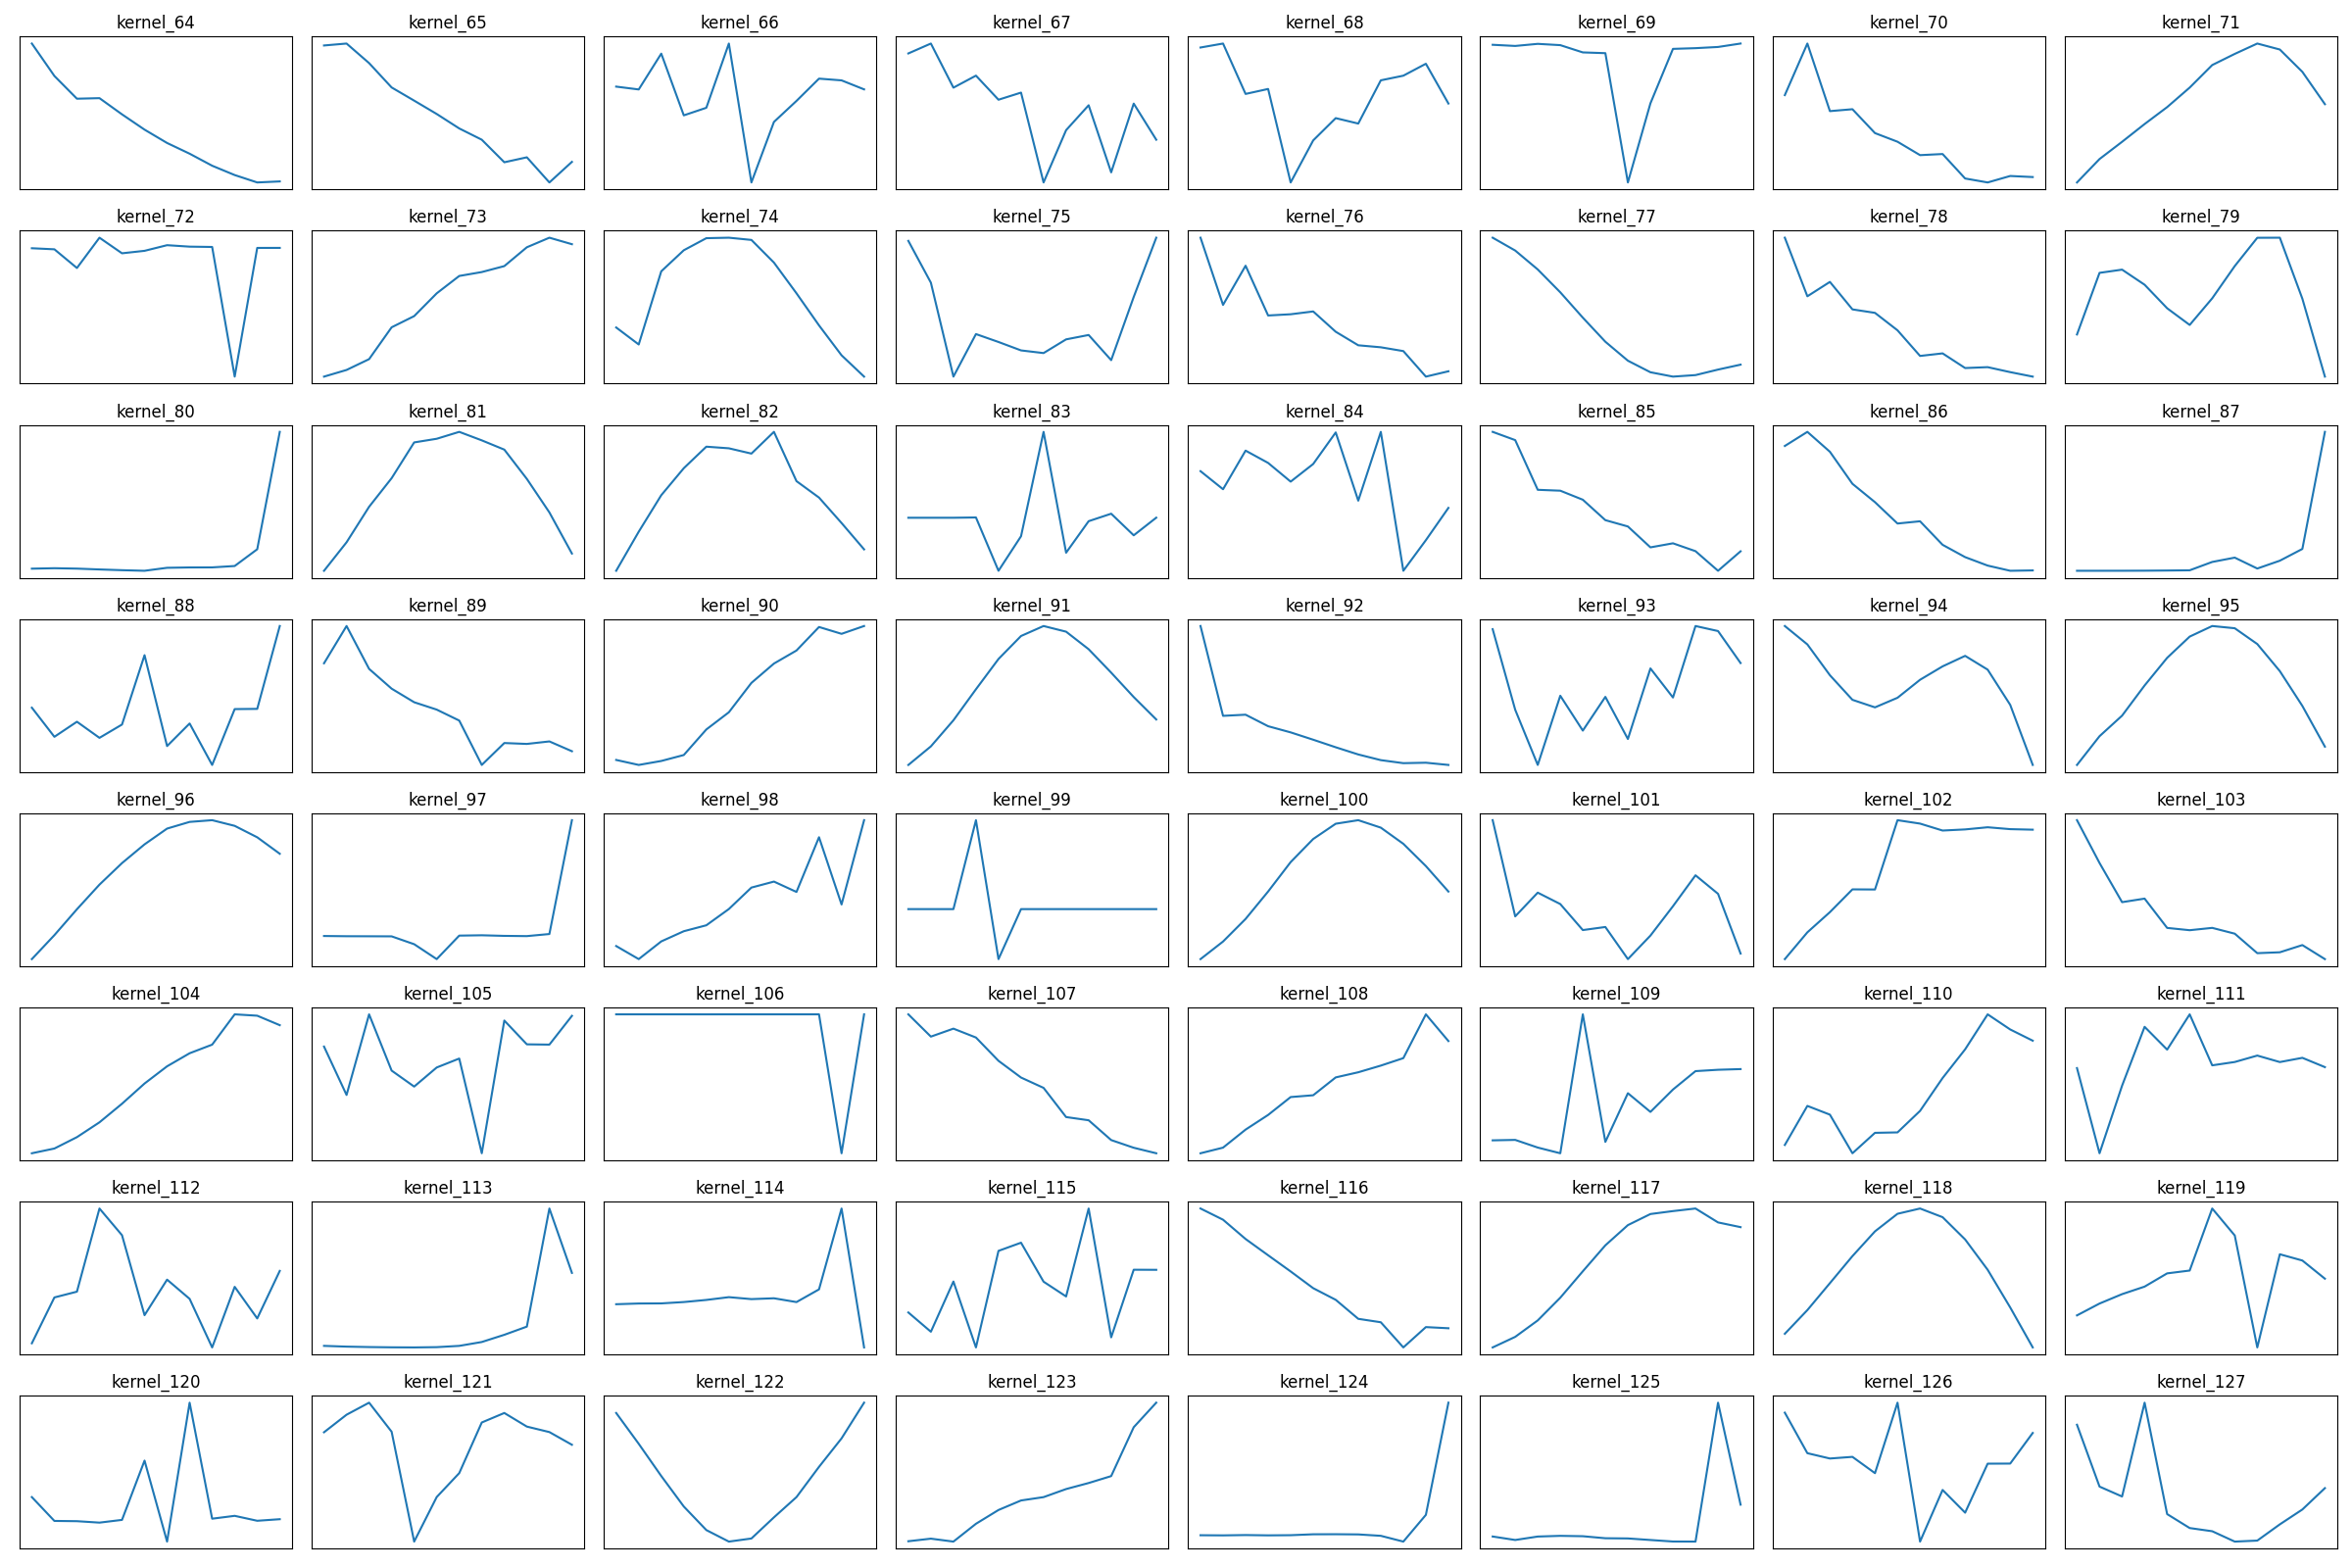 kernel_64 kernel_65 kernel_66 kernel_67 kernel_68 kernel_69 kernel_70 kernel_71
kernel_72 kernel_73 kernel_74 kernel_75 kernel_76 kernel_77 kernel_78 kernel_79
kernel_80 kernel_81 kernel_82 kernel_83 kernel_84 kernel_85 kernel_86 kernel_87
kernel_88 kernel_89 kernel_90 kernel_91 kernel_92 kernel_93 kernel_94 kernel_95
kernel_96 kernel_97 kernel_98 kernel_99 kernel_100 kernel_101 kernel_102 kernel_103
kernel_104 kernel_105 kernel_106 kernel_107 kernel_108 kernel_109 kernel_110 kernel_111
kernel_112 kernel_113 kernel_114 kernel_115 kernel_116 kernel_117 kernel_118 kernel_119
kernel_120 kernel_121 kernel_122 kernel_123 kernel_124 kernel_125 kernel_126 kernel_127